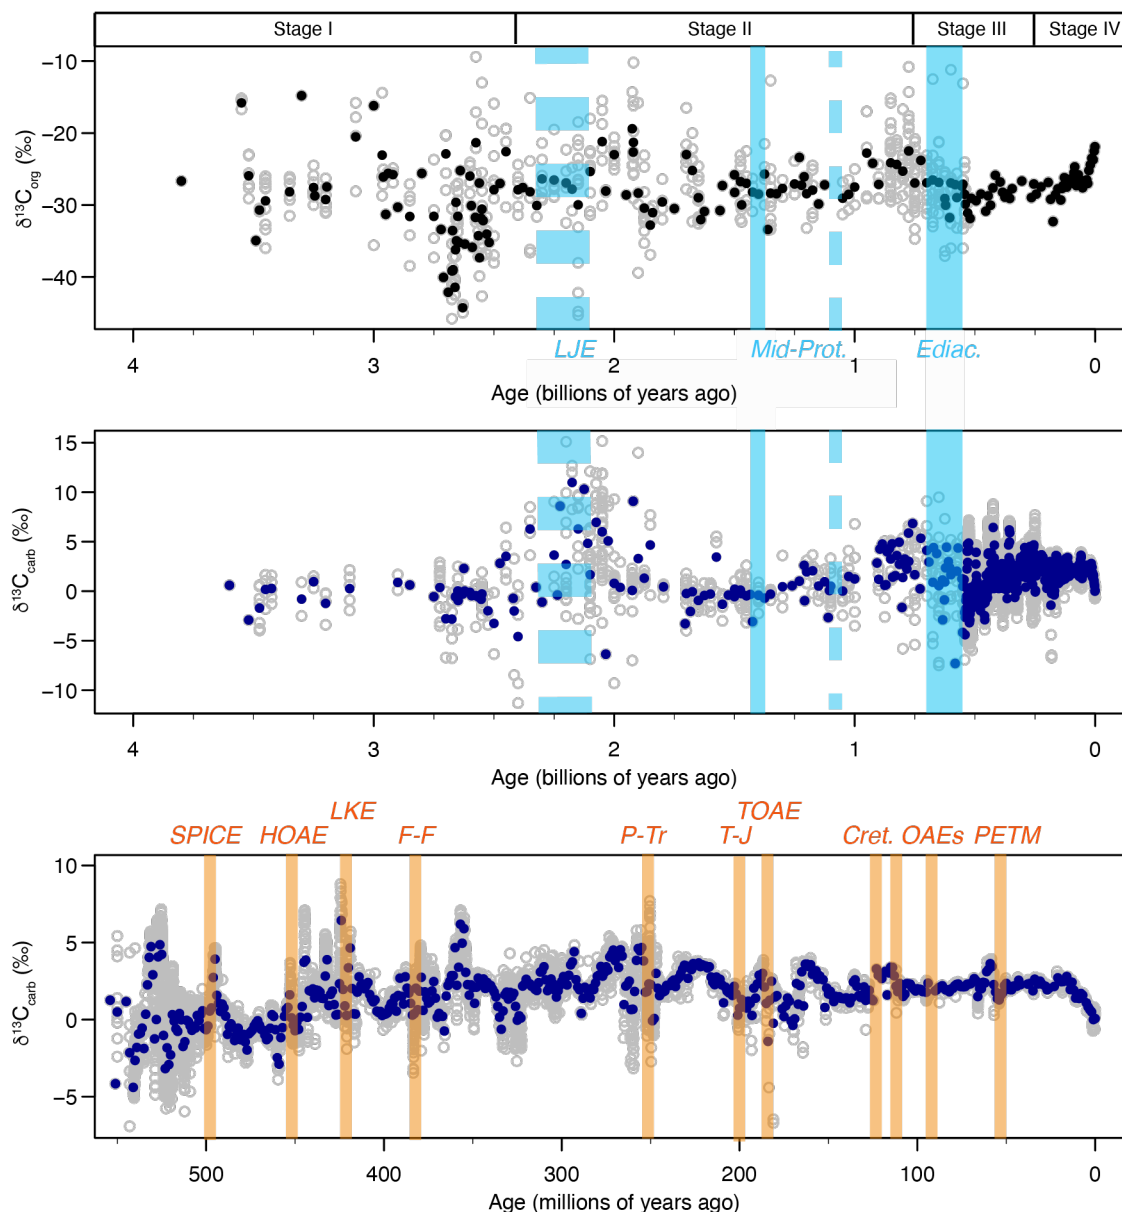 Stage I Stage II Stage III Stage IV
−10
−20
−30
−40
δ¹³C_org (‰)
4 3 2 1 0
LJE Mid-Prot. Ediac.
Age (billions of years ago)
15
10
5
0
−5
−10
δ¹³C_carb (‰)
4 3 2 1 0
Age (billions of years ago)
LKE TOAE
SPICE HOAE F-F P-Tr T-J Cret. OAEs PETM
10
5
0
−5
δ¹³C_carb (‰)
500 400 300 200 100 0
Age (millions of years ago)